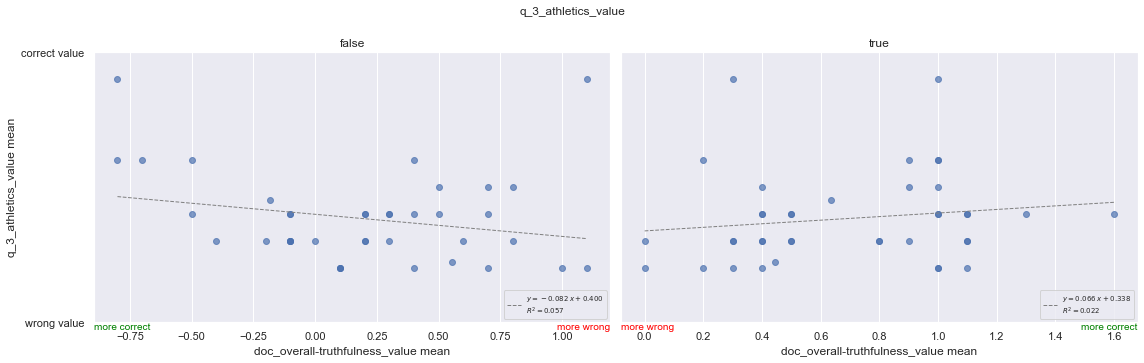 q_3_athletics_value
false
true
correct value
q_3_athletics_value mean
wrong value
y = −0.082 x + 0.400
R² = 0.057
y = 0.066 x + 0.338
R² = 0.022
more correct
more wrong
more wrong
more correct
−0.75 −0.50 −0.25 0.00 0.25 0.50 0.75 1.00
0.0 0.2 0.4 0.6 0.8 1.0 1.2 1.4 1.6
doc_overall-truthfulness_value mean
doc_overall-truthfulness_value mean